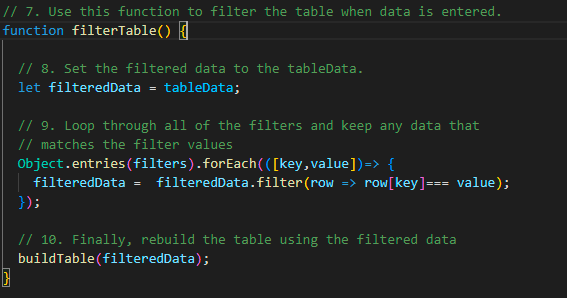 // 7. Use this function to filter the table when data is entered.
function filterTable() {
// 8. Set the filtered data to the tableData.
let filteredData = tableData;
// 9. Loop through all of the filters and keep any data that
// matches the filter values
Object.entries(filters).forEach(([key,value])=> {
filteredData =  filteredData.filter(row => row[key]=== value);
});
// 10. Finally, rebuild the table using the filtered data
buildTable(filteredData);
}